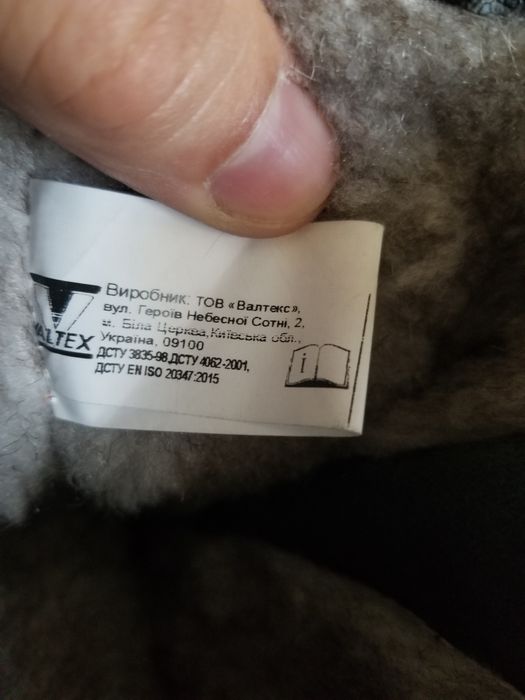 VALTEX
Виробник: ТОВ «Валтекс»,
вул. Героїв Небесної Сотні, 2,
м. Біла Церква, Київська обл.,
Україна, 09100
ДСТУ 3835-98,ДСТУ 4062-2001,
ДСТУ EN ISO 20347:2015
i